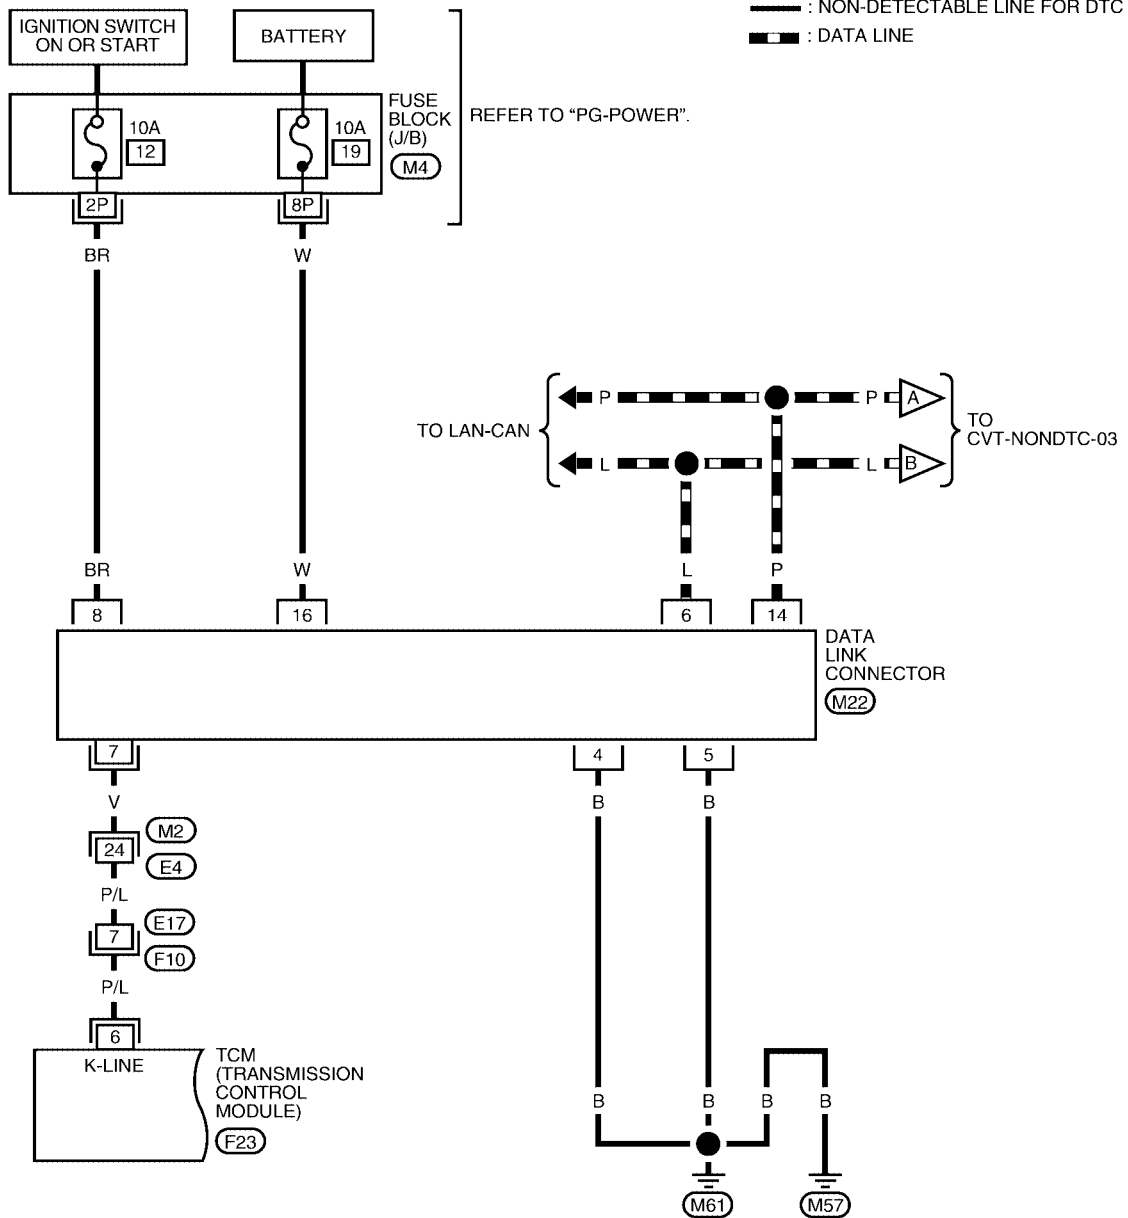 : NON-DETECTABLE LINE FOR DTC
: DATA LINE
IGNITION SWITCH
ON OR START
BATTERY
FUSE
BLOCK
(J/B)
M4
REFER TO “PG-POWER”.
10A
12
10A
19
2P
8P
BR
W
TO LAN-CAN
P
P
A
L
L
B
TO
CVT-NONDTC-03
BR
W
L
P
8
16
6
14
DATA
LINK
CONNECTOR
M22
7
4
5
V
B
B
M2
24
E4
P/L
E17
7
F10
P/L
6
K-LINE
TCM
(TRANSMISSION
CONTROL
MODULE)
F23
B
B
B
B
M61
M57